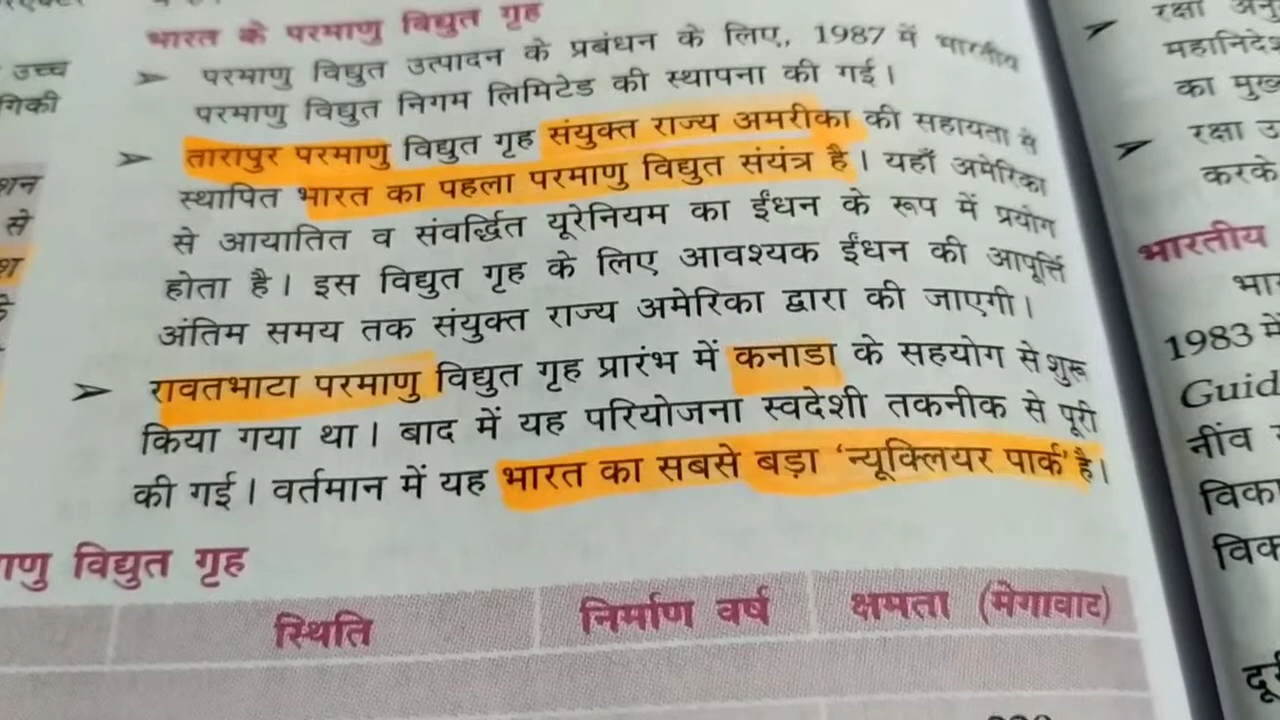 उच्च
गिकी
शन
से
भारत के परमाणु विद्युत गृह
➤ परमाणु विद्युत उत्पादन के प्रबंधन के लिए, 1987 में भारतीय
परमाणु विद्युत निगम लिमिटेड की स्थापना की गई।
➤ तारापुर परमाणु विद्युत गृह संयुक्त राज्य अमरीका की सहायता से
स्थापित भारत का पहला परमाणु विद्युत संयंत्र है। यहाँ अमेरिका
से आयातित व संवर्द्धित यूरेनियम का ईंधन के रूप में प्रयोग
होता है। इस विद्युत गृह के लिए आवश्यक ईंधन की आपूर्ति
अंतिम समय तक संयुक्त राज्य अमेरिका द्वारा की जाएगी।
➤ रावतभाटा परमाणु विद्युत गृह प्रारंभ में कनाडा के सहयोग से शुरू
किया गया था। बाद में यह परियोजना स्वदेशी तकनीक से पूरी
की गई। वर्तमान में यह भारत का सबसे बड़ा 'न्यूक्लियर पार्क' है।
णु विद्युत गृह
स्थिति निर्माण वर्ष क्षमता (मेगावाट)
➤ रक्षा अनु
महानिदेश
का मुख्
➤ रक्षा उ
करके
भारतीय
भार
1983 में
Guid
नींव
विका
विक